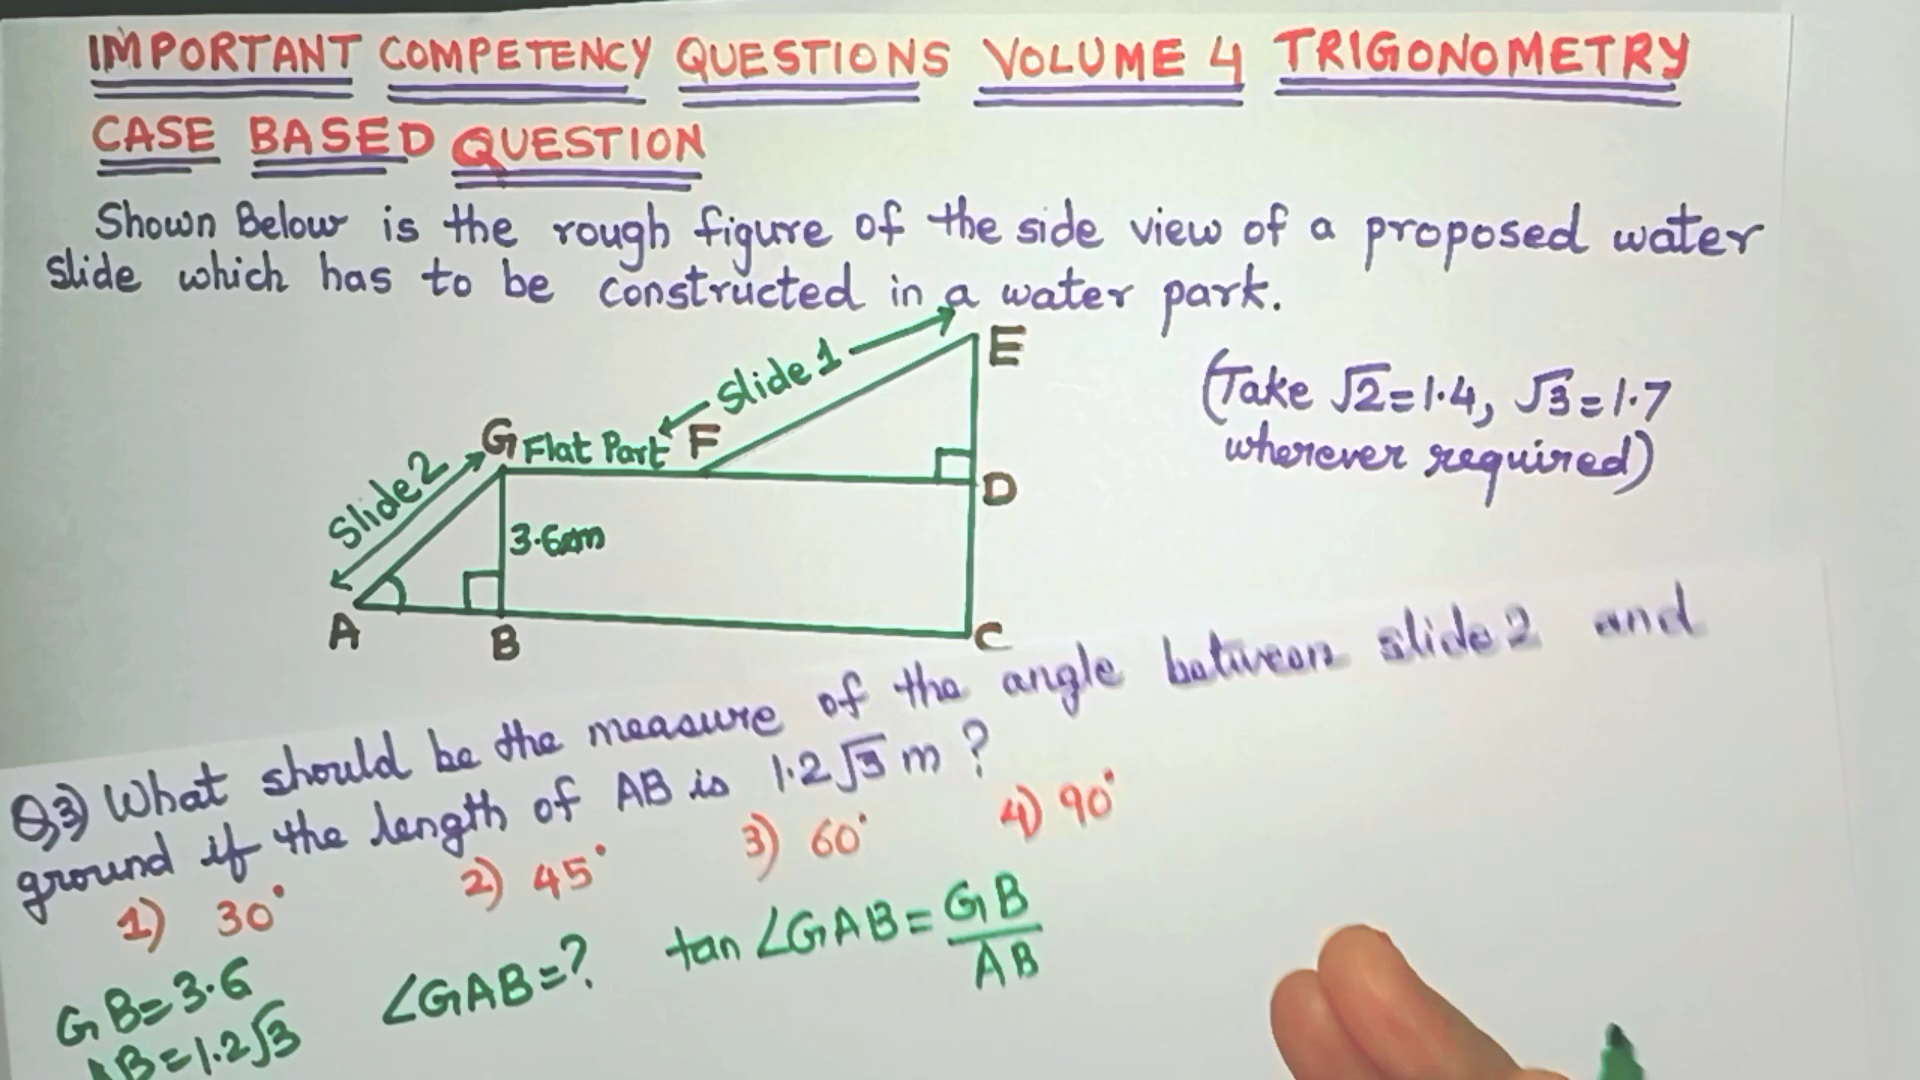 IMPORTANT COMPETENCY QUESTIONS VOLUME 4 TRIGONOMETRY
CASE BASED QUESTION
Shown Below is the rough figure of the side view of a proposed water
slide which has to be constructed in a water park.
(Take √2=1.4, √3=1.7
wherever required)
Slide 1
E
G Flat Part F
Slide 2
D
3.6m
A
B
C
Q3) What should be the measure of the angle between slide 2 and
ground if the length of AB is 1.2√3 m?
1) 30° 2) 45° 3) 60° 4) 90°
GB=3.6
AB=1.2√3
∠GAB=?
tan ∠GAB = GB
AB